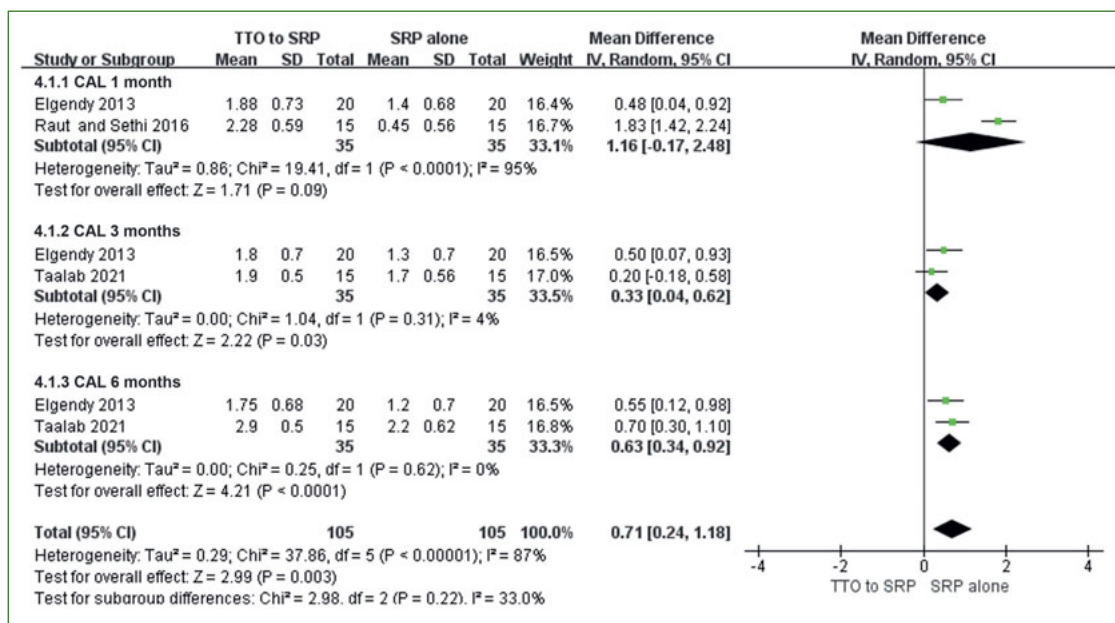 TTO to SRP SRP alone Mean Difference Mean Difference
Study or Subgroup Mean SD Total Mean SD Total Weight IV, Random, 95% CI IV, Random, 95% CI
4.1.1 CAL 1 month
Elgendy 2013 1.88 0.73 20 1.4 0.68 20 16.4% 0.48 [0.04, 0.92]
Raut and Sethi 2016 2.28 0.59 15 0.45 0.56 15 16.7% 1.83 [1.42, 2.24]
Subtotal (95% CI) 35 35 33.1% 1.16 [-0.17, 2.48]
Heterogeneity: Tau² = 0.86; Chi² = 19.41, df = 1 (P < 0.0001); I² = 95%
Test for overall effect: Z = 1.71 (P = 0.09)
4.1.2 CAL 3 months
Elgendy 2013 1.8 0.7 20 1.3 0.7 20 16.5% 0.50 [0.07, 0.93]
Taalab 2021 1.9 0.5 15 1.7 0.56 15 17.0% 0.20 [-0.18, 0.58]
Subtotal (95% CI) 35 35 33.5% 0.33 [0.04, 0.62]
Heterogeneity: Tau² = 0.00; Chi² = 1.04, df = 1 (P = 0.31); I² = 4%
Test for overall effect: Z = 2.22 (P = 0.03)
4.1.3 CAL 6 months
Elgendy 2013 1.75 0.68 20 1.2 0.7 20 16.5% 0.55 [0.12, 0.98]
Taalab 2021 2.9 0.5 15 2.2 0.62 15 16.8% 0.70 [0.30, 1.10]
Subtotal (95% CI) 35 35 33.3% 0.63 [0.34, 0.92]
Heterogeneity: Tau² = 0.00; Chi² = 0.25, df = 1 (P = 0.62); I² = 0%
Test for overall effect: Z = 4.21 (P < 0.0001)
Total (95% CI) 105 105 100.0% 0.71 [0.24, 1.18]
Heterogeneity: Tau² = 0.29; Chi² = 37.86, df = 5 (P < 0.00001); I² = 87%
Test for overall effect: Z = 2.99 (P = 0.003)
Test for subgroup differences: Chi² = 2.98. df = 2 (P = 0.22). I² = 33.0%
-4 -2 0 2 4
TTO to SRP SRP alone